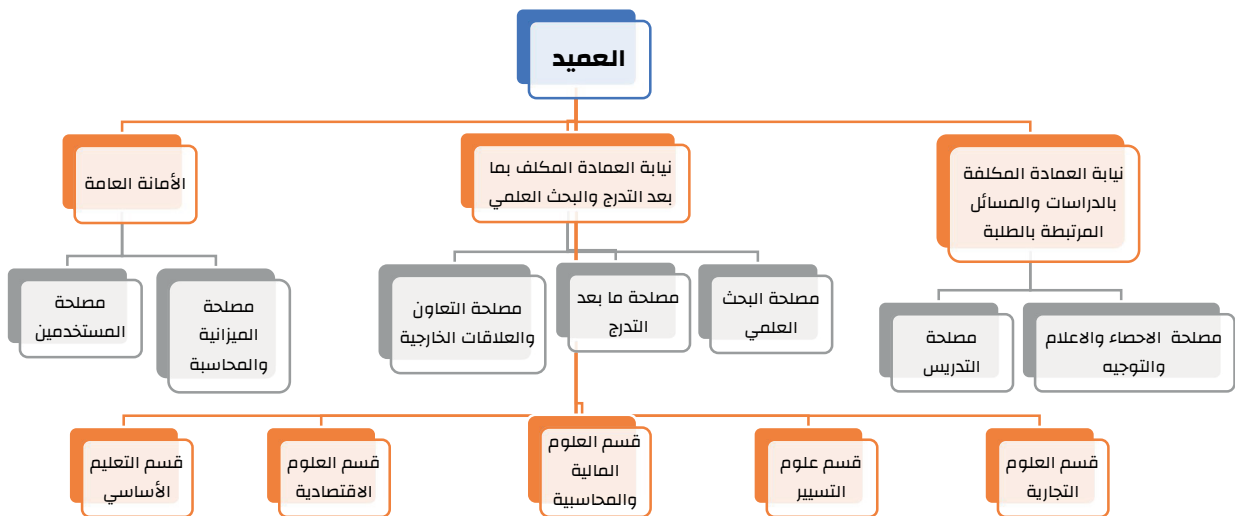 العميد
نيابة العمادة المكلفة
بالدراسات والمسائل
المرتبطة بالطلبة
نيابة العمادة المكلف بما
بعد التدرج والبحث العلمي
الأمانة العامة
مصلحة الاحصاء والاعلام
والتوجيه
مصلحة
التدريس
مصلحة البحث
العلمي
مصلحة ما بعد
التدرج
مصلحة التعاون
والعلاقات الخارجية
مصلحة
الميزانية
والمحاسبة
مصلحة
المستخدمين
قسم العلوم
التجارية
قسم علوم
التسيير
قسم العلوم
المالية
والمحاسبية
قسم العلوم
الاقتصادية
قسم التعليم
الأساسي